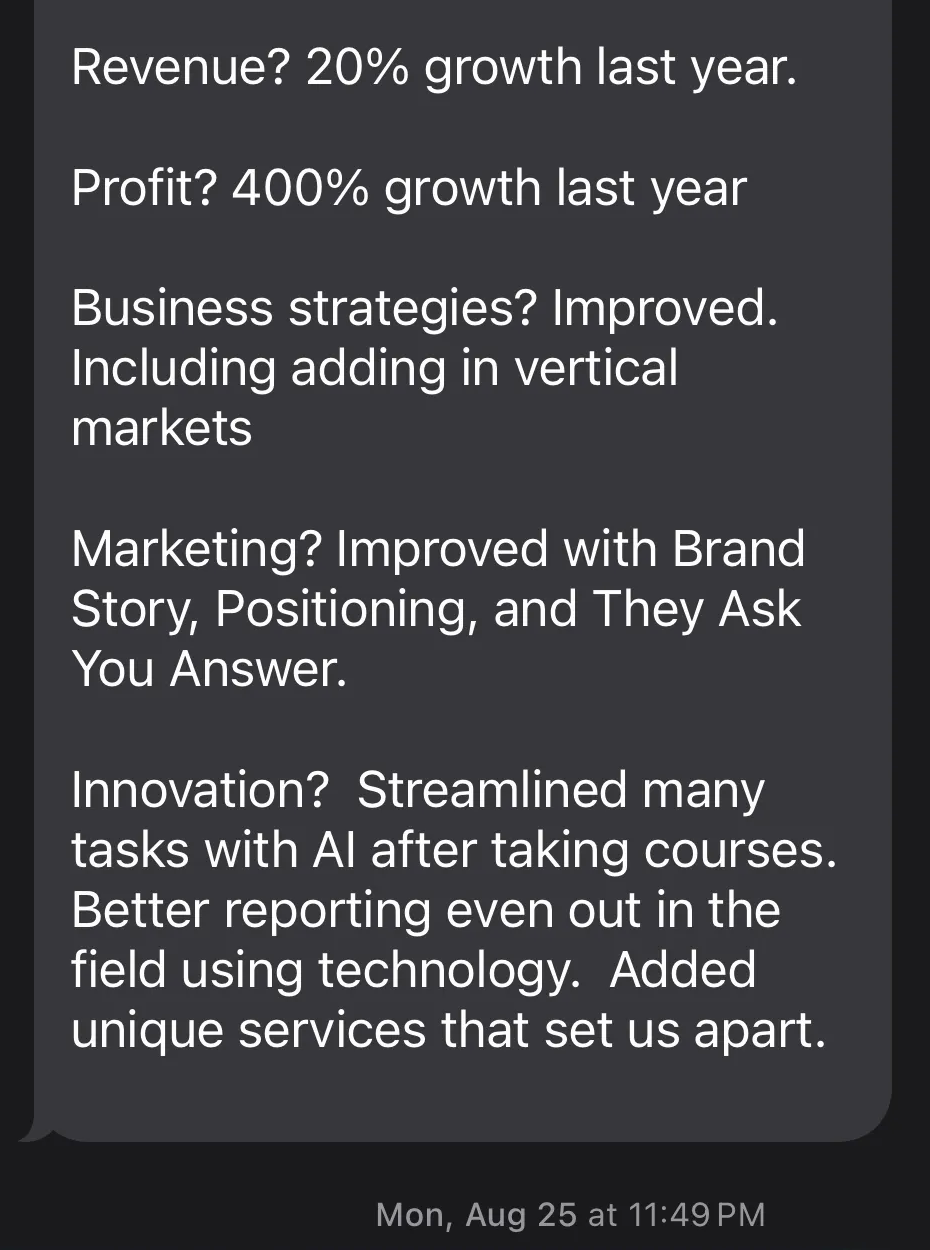 Revenue? 20% growth last year.
Profit? 400% growth last year
Business strategies? Improved.
Including adding in vertical
markets
Marketing? Improved with Brand
Story, Positioning, and They Ask
You Answer.
Innovation?  Streamlined many
tasks with AI after taking courses.
Better reporting even out in the
field using technology.  Added
unique services that set us apart.
Mon, Aug 25 at 11:49 PM